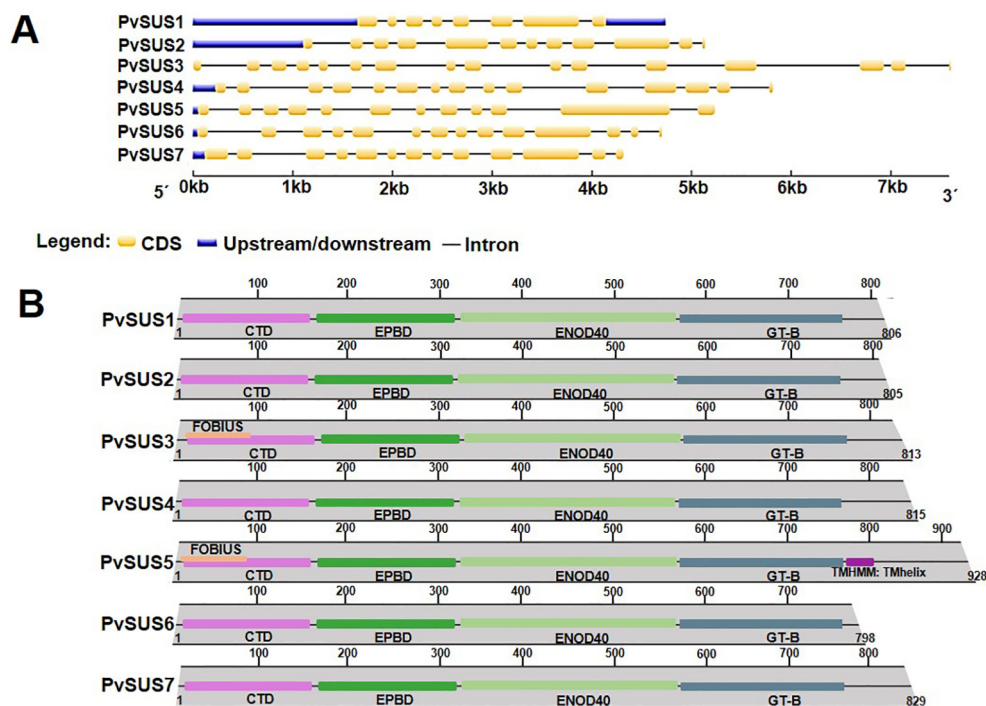 A
PvSUS1
PvSUS2
PvSUS3
PvSUS4
PvSUS5
PvSUS6
PvSUS7
5´ 0kb 1kb 2kb 3kb 4kb 5kb 6kb 7kb 3´
Legend: CDS Upstream/downstream Intron
B
100 200 300 400 500 600 700 800
PvSUS1
1 CTD EPBD ENOD40 GT-B 806
100 200 300 400 500 600 700 800
PvSUS2
1 CTD EPBD ENOD40 GT-B 805
100 200 300 400 500 600 700 800
FOBIUS
PvSUS3
1 CTD EPBD ENOD40 GT-B 813
100 200 300 400 500 600 700 800
PvSUS4
1 CTD EPBD ENOD40 GT-B 815
100 200 300 400 500 600 700 800 900
FOBIUS
PvSUS5
1 CTD EPBD ENOD40 GT-B TMHMM: TMhelix 928
100 200 300 400 500 600 700
PvSUS6
1 CTD EPBD ENOD40 GT-B 798
100 200 300 400 500 600 700 800
PvSUS7
1 CTD EPBD ENOD40 GT-B 829